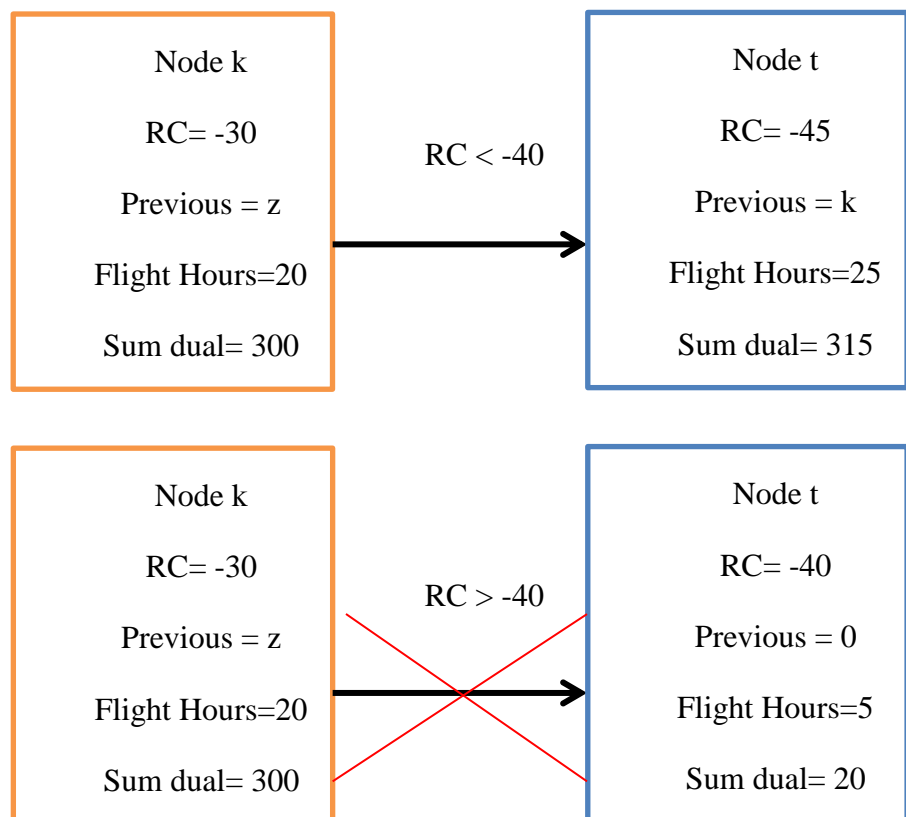 Node k
RC= -30
Previous = z
Flight Hours=20
Sum dual= 300
RC < -40
Node t
RC= -45
Previous = k
Flight Hours=25
Sum dual= 315
Node k
RC= -30
Previous = z
Flight Hours=20
Sum dual= 300
RC > -40
Node t
RC= -40
Previous = 0
Flight Hours=5
Sum dual= 20